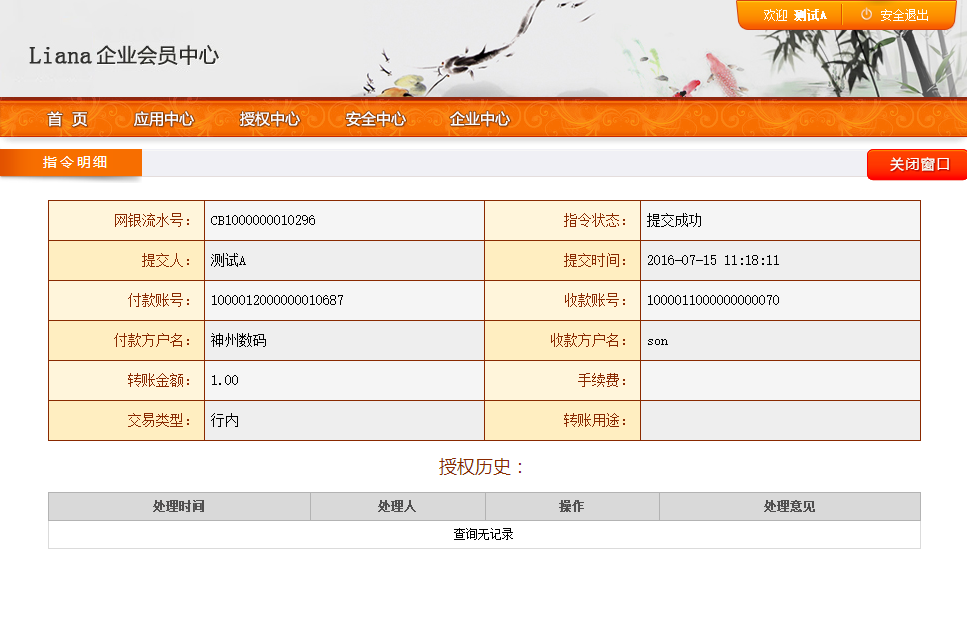 欢迎 测试A 安全退出
Liana 企业会员中心
首 页 应用中心 授权中心 安全中心 企业中心
指令明细 关闭窗口
网银流水号： CB1000000010296 指令状态： 提交成功
提交人： 测试A 提交时间： 2016-07-15 11:18:11
付款账号： 1000012000000010687 收款账号： 1000011000000000070
付款方户名： 神州数码 收款方户名： son
转账金额： 1.00 手续费：
交易类型： 行内 转账用途：
授权历史：
处理时间 处理人 操作 处理意见
查询无记录